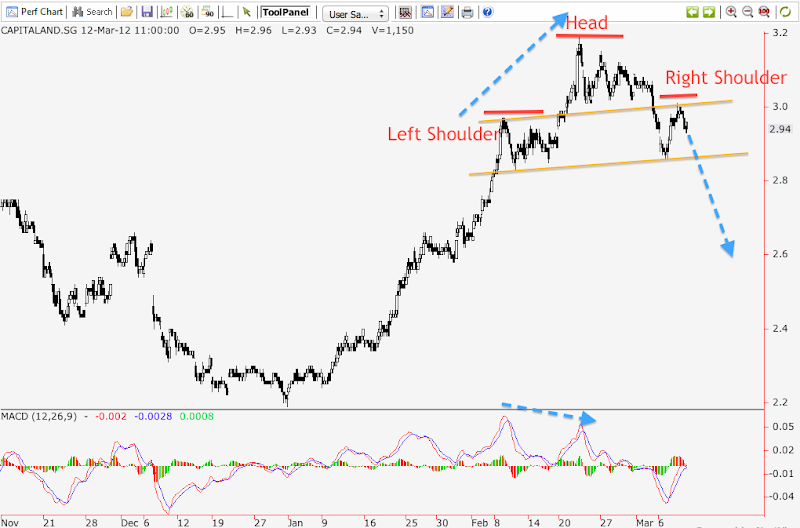 Perf Chart Search 60 90 ToolPanel User Sa... 100
CAPITALAND.SG 12-Mar-12 11:00:00 O=2.95 H=2.96 L=2.93 C=2.94 V=1,150
3.2
Head
Right Shoulder
3.0
Left Shoulder
2.94
2.8
2.6
2.4
2.2
MACD (12,26,9) - -0.002 -0.0028 0.0008
0.05
0.02
-0.01
-0.04
Nov 21 28 Dec 6 12 19 27 Jan 9 16 25 30 Feb 8 14 20 27 Mar 6